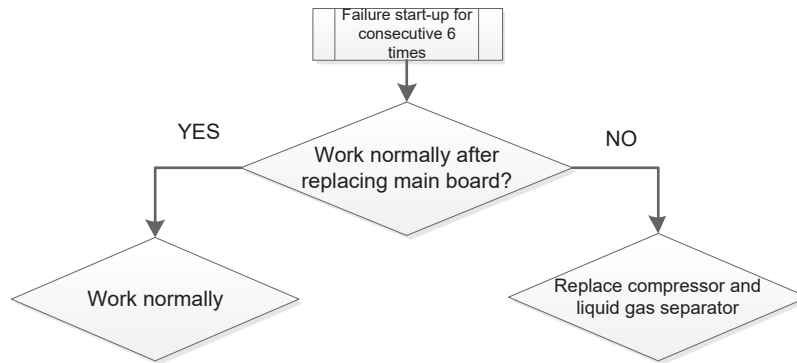 Failure start-up for
consecutive 6
times
YES
NO
Work normally after
replacing main board?
Work normally
Replace compressor and
liquid gas separator